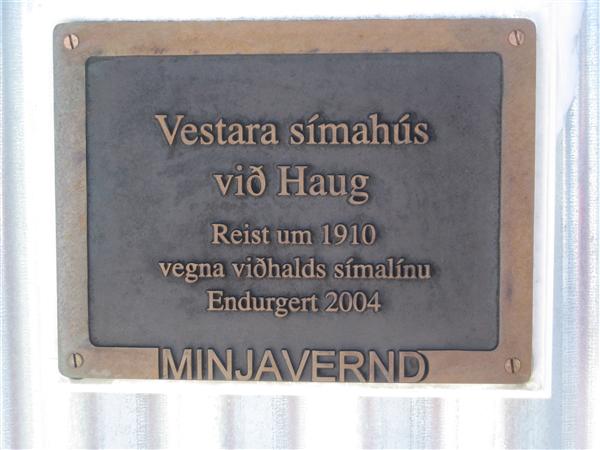 Vestara símahús
við Haug
Reist um 1910
vegna viðhalds símalínu
Endurgert 2004
MINJAVERND